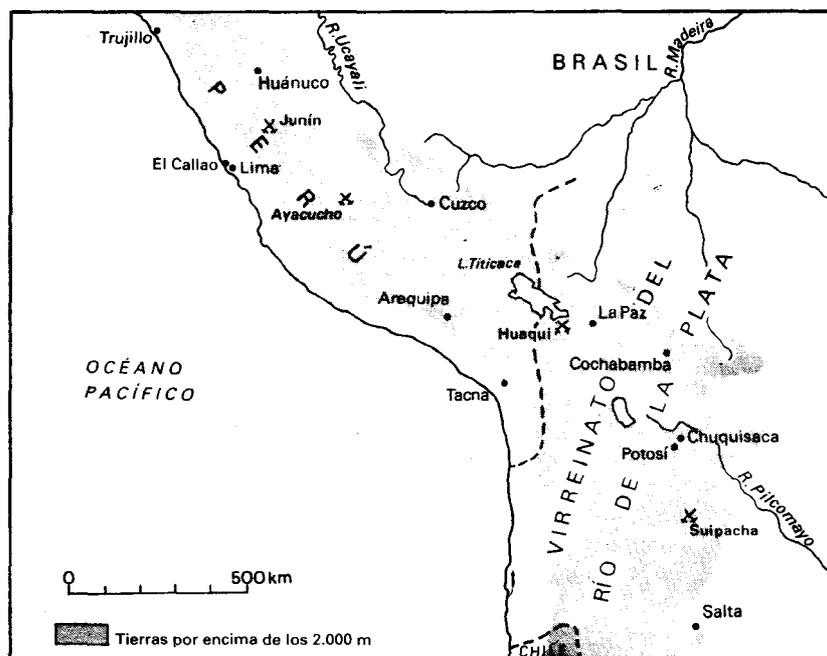 Trujillo
R. Ucayali
BRASIL
R. Madeira
Huánuco
PERÚ
Junín
El Callao
Lima
Ayacucho
Cuzco
L. Titicaca
Arequipa
Huaqui
La Paz
Cochabamba
OCÉANO
PACÍFICO
Tacna
VIRREINATO DEL
RÍO DE LA PLATA
Chuquisaca
Potosí
R. Pilcomayo
Suipacha
0 500 km
Salta
Tierras por encima de los 2.000 m
CHILE